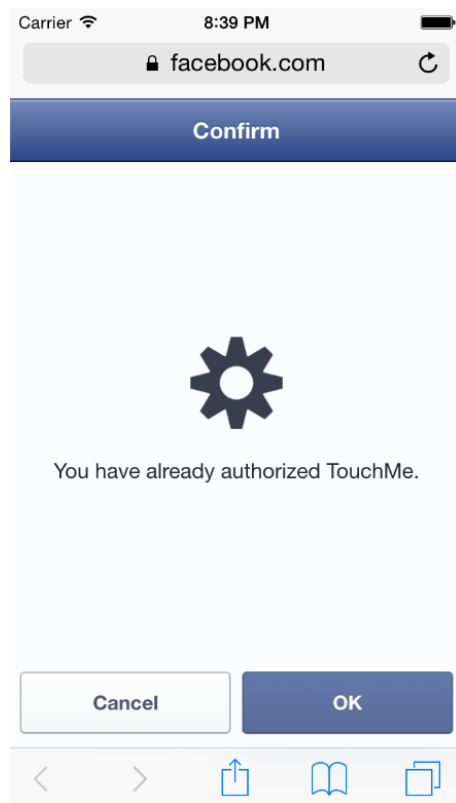 Carrier 8:39 PM
facebook.com
Confirm
You have already authorized TouchMe.
Cancel OK